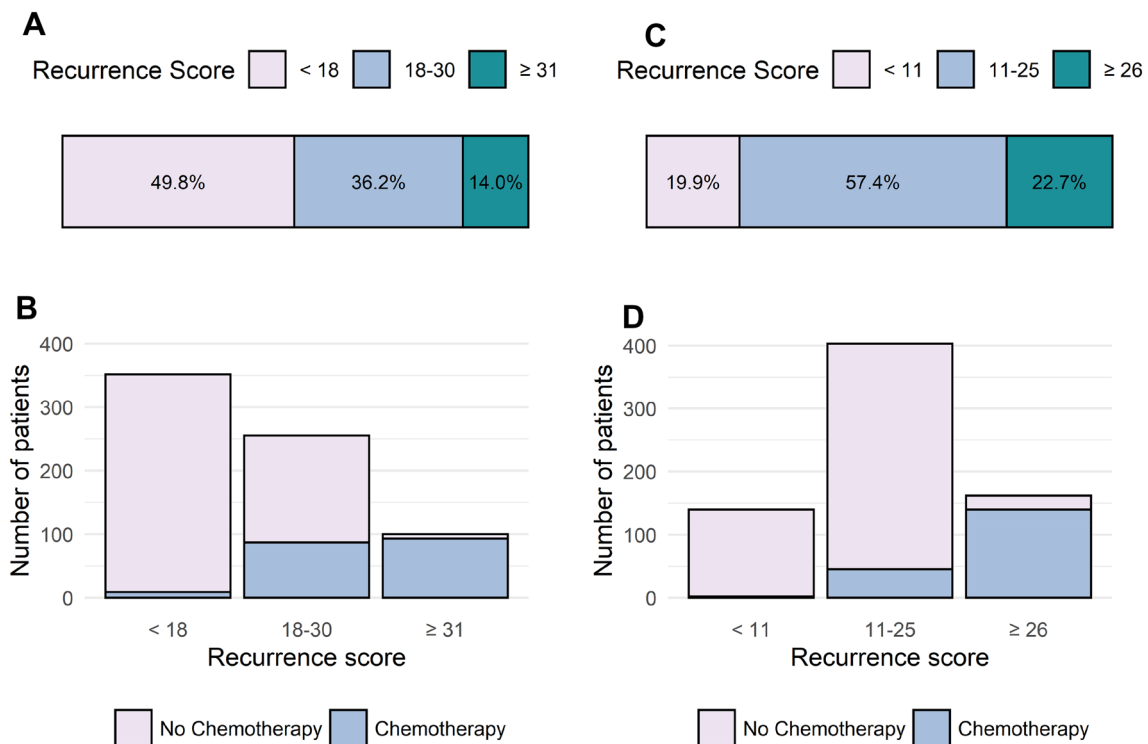 A
Recurrence Score < 18 18-30 ≥ 31
49.8% 36.2% 14.0%
C
Recurrence Score < 11 11-25 ≥ 26
19.9% 57.4% 22.7%
B
Number of patients
400
300
200
100
0
< 18 18-30 ≥ 31
Recurrence score
No Chemotherapy Chemotherapy
D
Number of patients
400
300
200
100
0
< 11 11-25 ≥ 26
Recurrence score
No Chemotherapy Chemotherapy